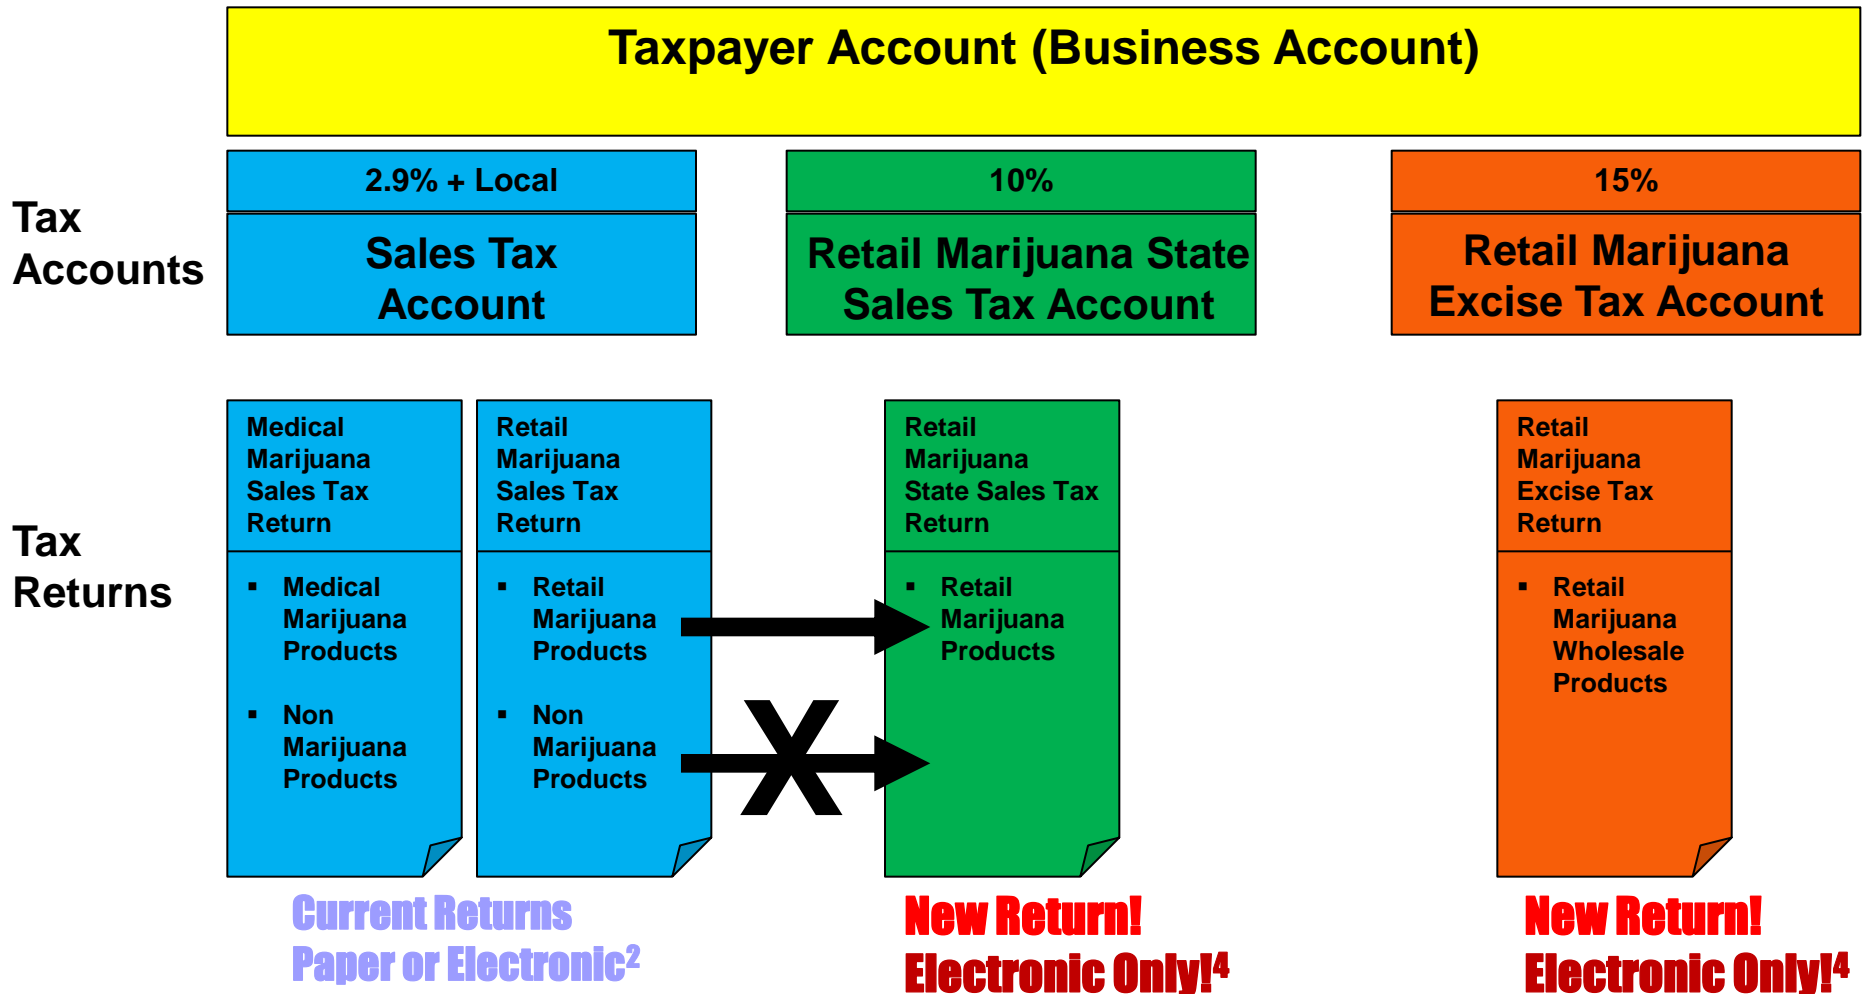 Taxpayer Account (Business Account)
Tax
Accounts
2.9% + Local
Sales Tax
Account
10%
Retail Marijuana State
Sales Tax Account
15%
Retail Marijuana
Excise Tax Account
Tax
Returns
Medical
Marijuana
Sales Tax
Return
▪ Medical
Marijuana
Products
▪ Non
Marijuana
Products
Retail
Marijuana
Sales Tax
Return
▪ Retail
Marijuana
Products
▪ Non
Marijuana
Products
X
Retail
Marijuana
State Sales Tax
Return
▪ Retail
Marijuana
Products
Retail
Marijuana
Excise Tax
Return
▪ Retail
Marijuana
Wholesale
Products
Current Returns
Paper or Electronic²
New Return!
Electronic Only!⁴
New Return!
Electronic Only!⁴